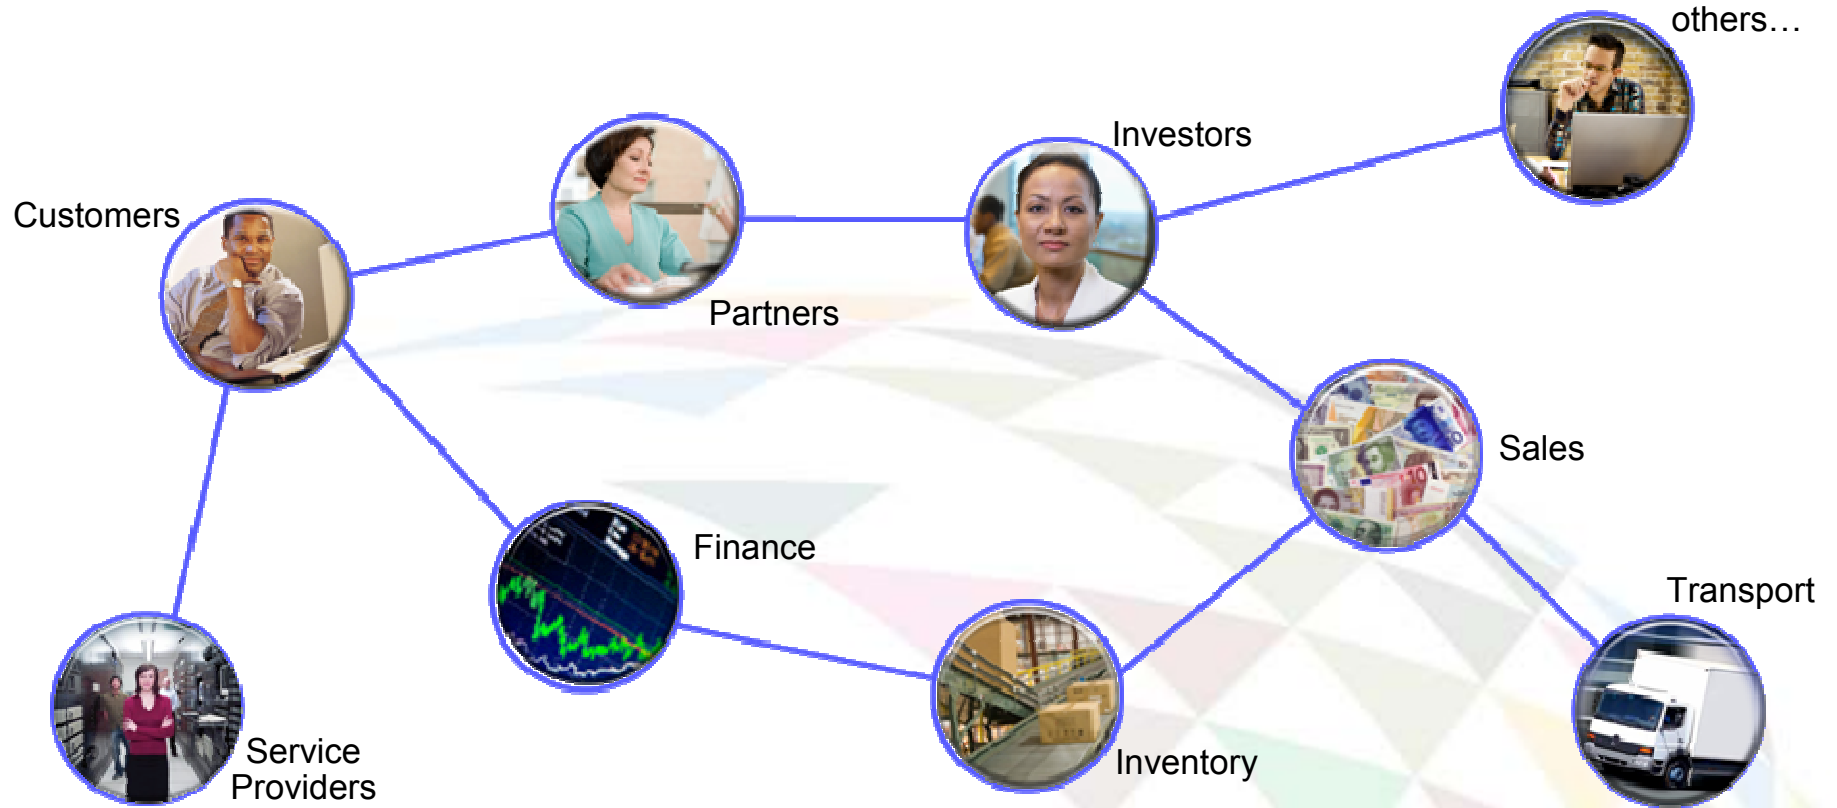 others…
Investors
Customers
Partners
Sales
Finance
Transport
Service
Providers
Inventory